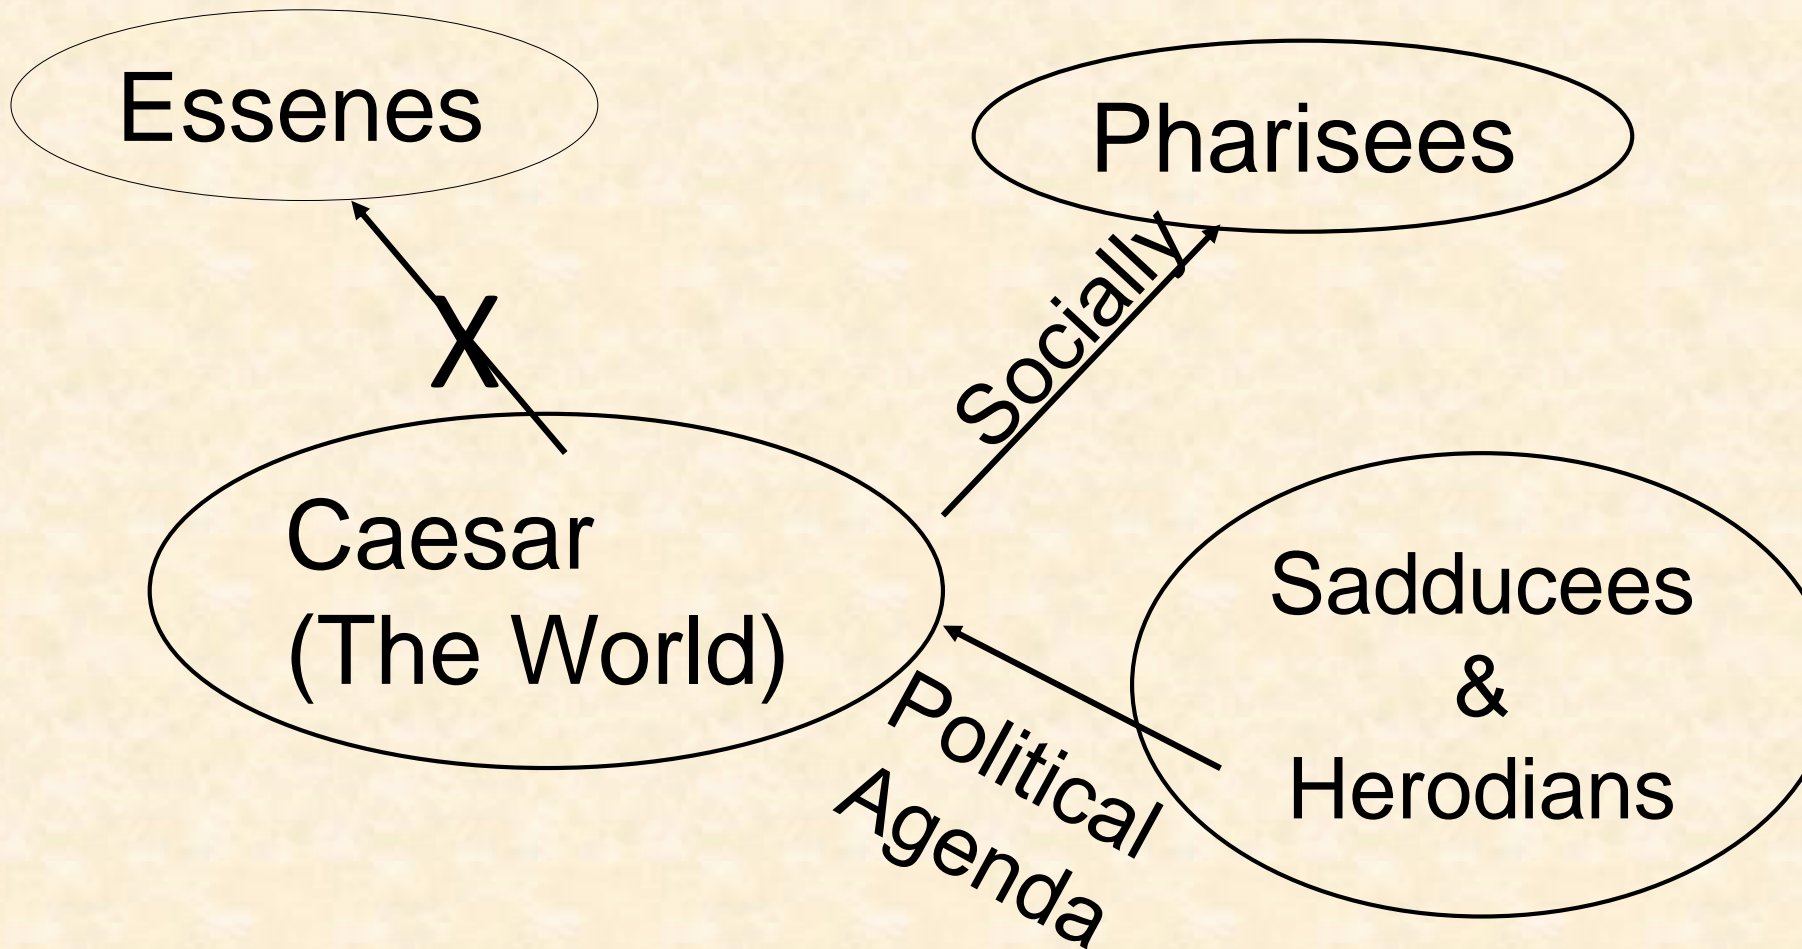 Essenes
Pharisees
X
Socially
Caesar
(The World)
Sadducees
&
Herodians
Political
Agenda